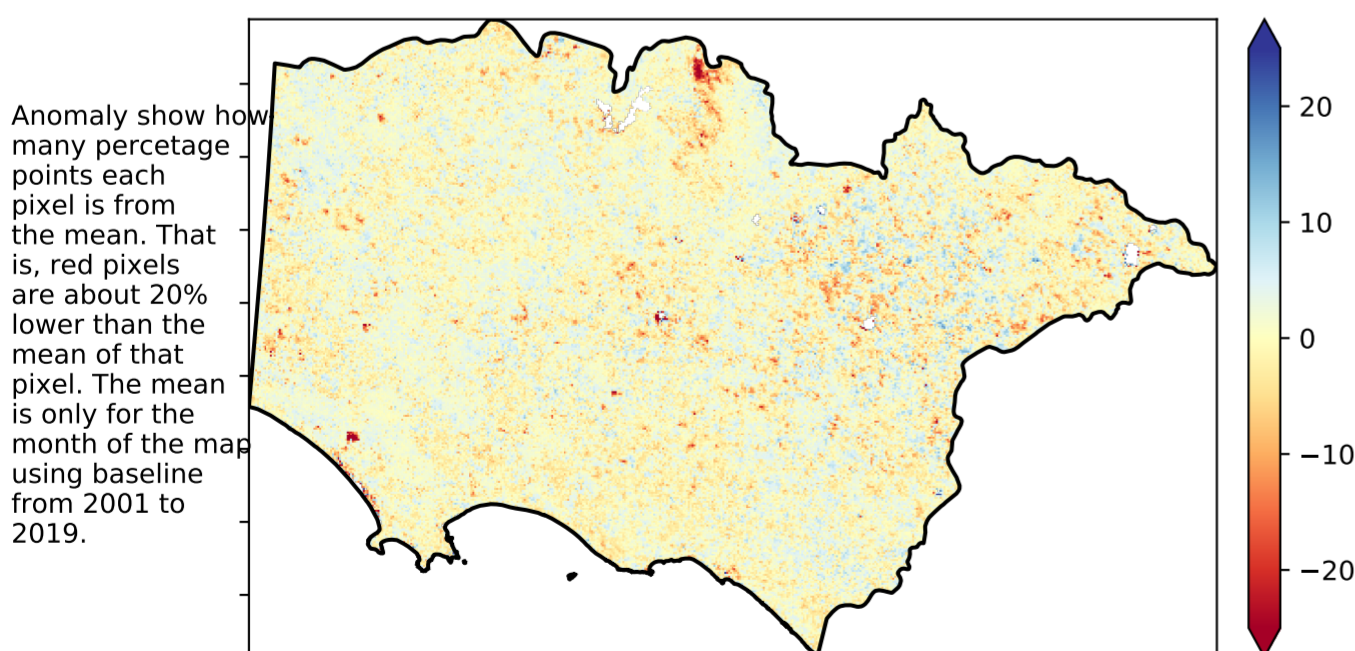 Anomaly show how
many percetage
points each
pixel is from
the mean. That
is, red pixels
are about 20%
lower than the
mean of that
pixel. The mean
is only for the
month of the map
using baseline
from 2001 to
2019.
20
10
0
−10
−20